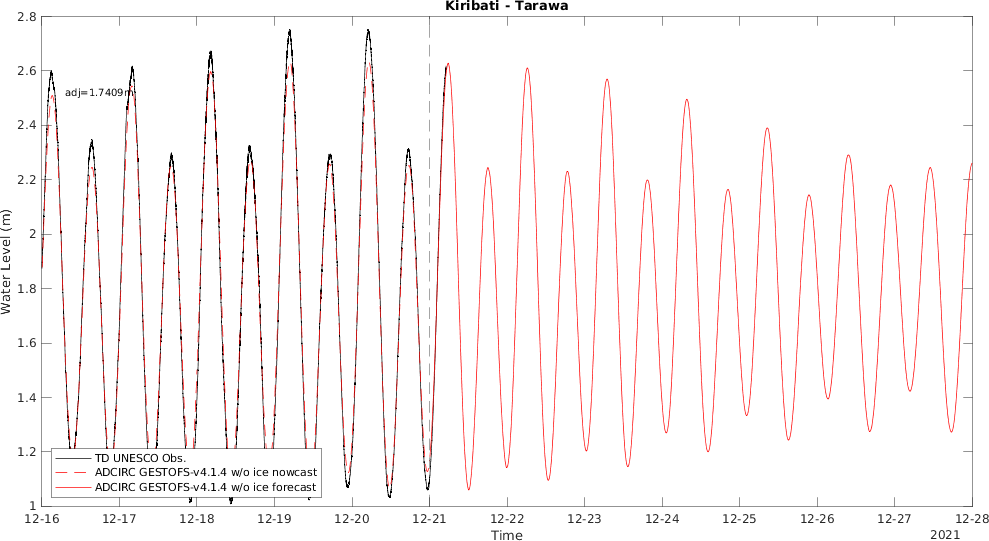 Kiribati - Tarawa
2.8
2.6
2.4
2.2
2
1.8
1.6
1.4
1.2
1
Water Level (m)
adj=1.7409m
TD UNESCO Obs.
ADCIRC GESTOFS-v4.1.4 w/o ice nowcast
ADCIRC GESTOFS-v4.1.4 w/o ice forecast
12-16 12-17 12-18 12-19 12-20 12-21 12-22 12-23 12-24 12-25 12-26 12-27 12-28
Time
2021